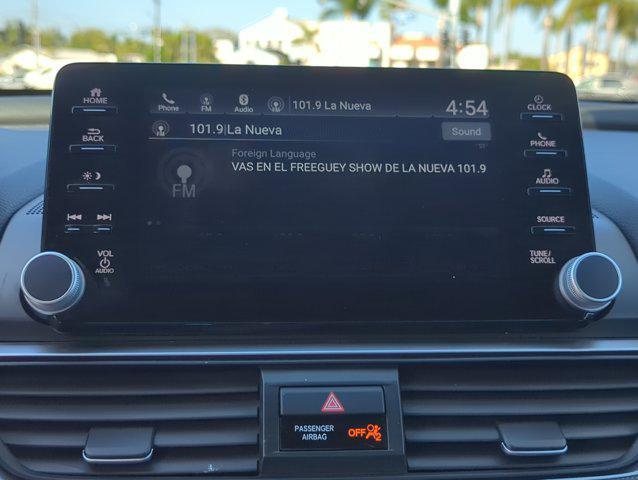 HOME
BACK
VOL
AUDIO
Phone
FM
Audio
101.9 La Nueva
4:54
101.9|La Nueva
Sound
Foreign Language
VAS EN EL FREEGUEY SHOW DE LA NUEVA 101.9
FM
CLOCK
PHONE
AUDIO
SOURCE
TUNE/
SCROLL
PASSENGER
AIRBAG
OFF
2